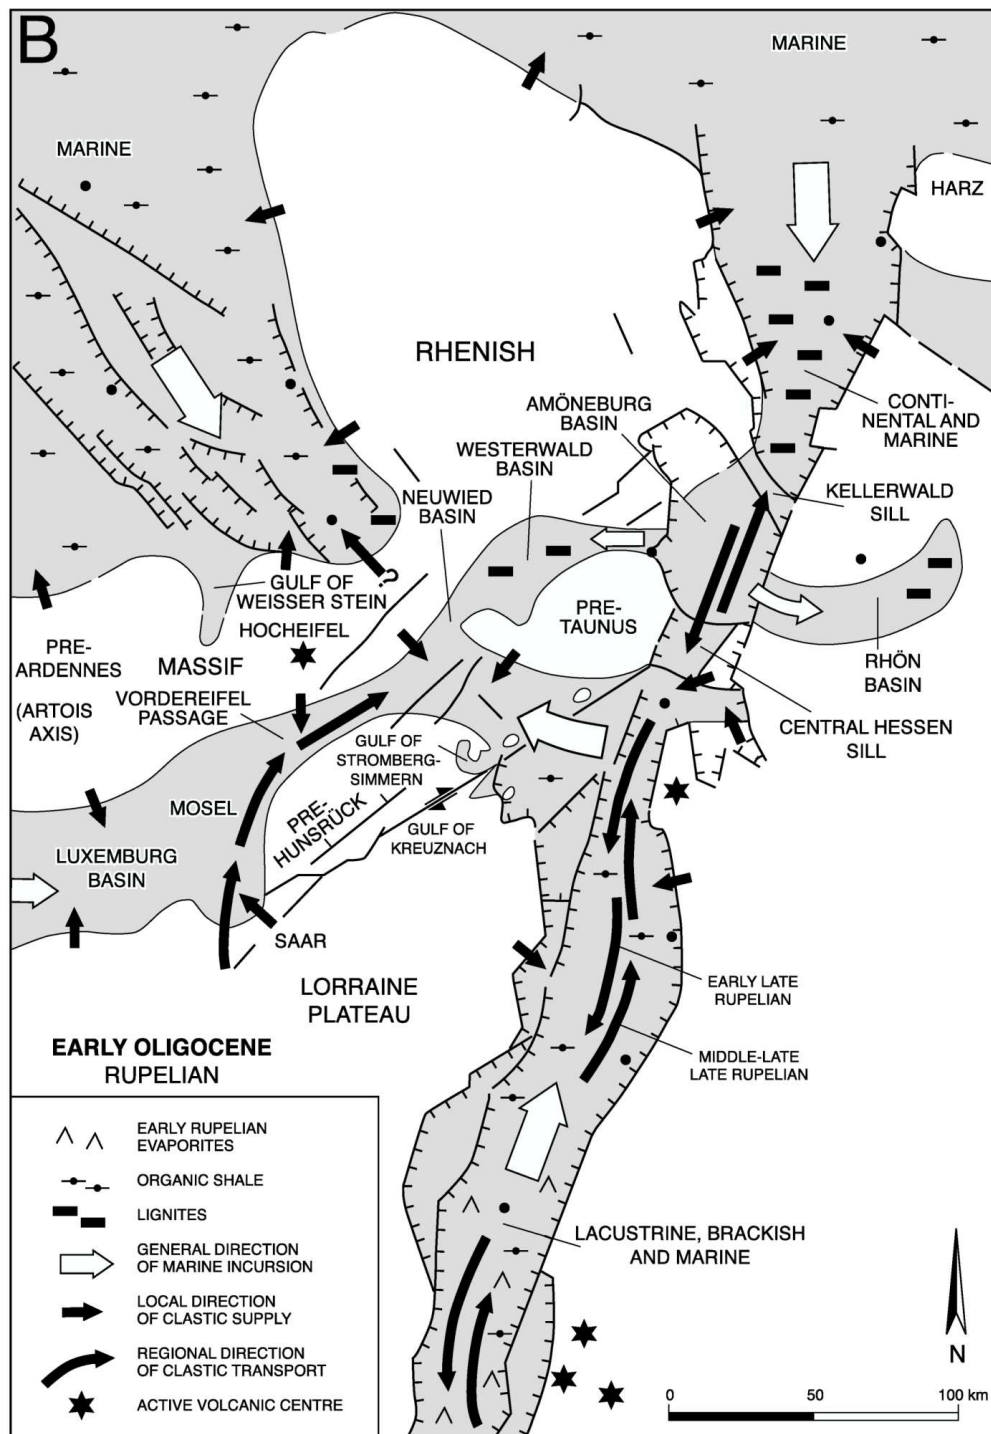 B
MARINE
MARINE
HARZ
RHENISH
AMÖNEBURG
BASIN
CONTI-
NENTAL AND
MARINE
WESTERWALD
BASIN
NEUWIED
BASIN
KELLERWALD
SILL
?
GULF OF
WEISSER STEIN
HOCHEIFEL
PRE-
TAUNUS
PRE-
ARDENNES
(ARTOIS
AXIS)
MASSIF
VORDEREIFEL
PASSAGE
RHÖN
BASIN
CENTRAL HESSEN
SILL
GULF OF
STROMBERG-
SIMMERN
MOSEL
PRE-
HUNSRÜCK
GULF OF
KREUZNACH
LUXEMBURG
BASIN
SAAR
LORRAINE
PLATEAU
EARLY LATE
RUPELIAN
MIDDLE-LATE
LATE RUPELIAN
EARLY OLIGOCENE
RUPELIAN
EARLY RUPELIAN
EVAPORITES
ORGANIC SHALE
LIGNITES
GENERAL DIRECTION
OF MARINE INCURSION
LOCAL DIRECTION
OF CLASTIC SUPPLY
REGIONAL DIRECTION
OF CLASTIC TRANSPORT
ACTIVE VOLCANIC CENTRE
LACUSTRINE, BRACKISH
AND MARINE
N
0 50 100 km